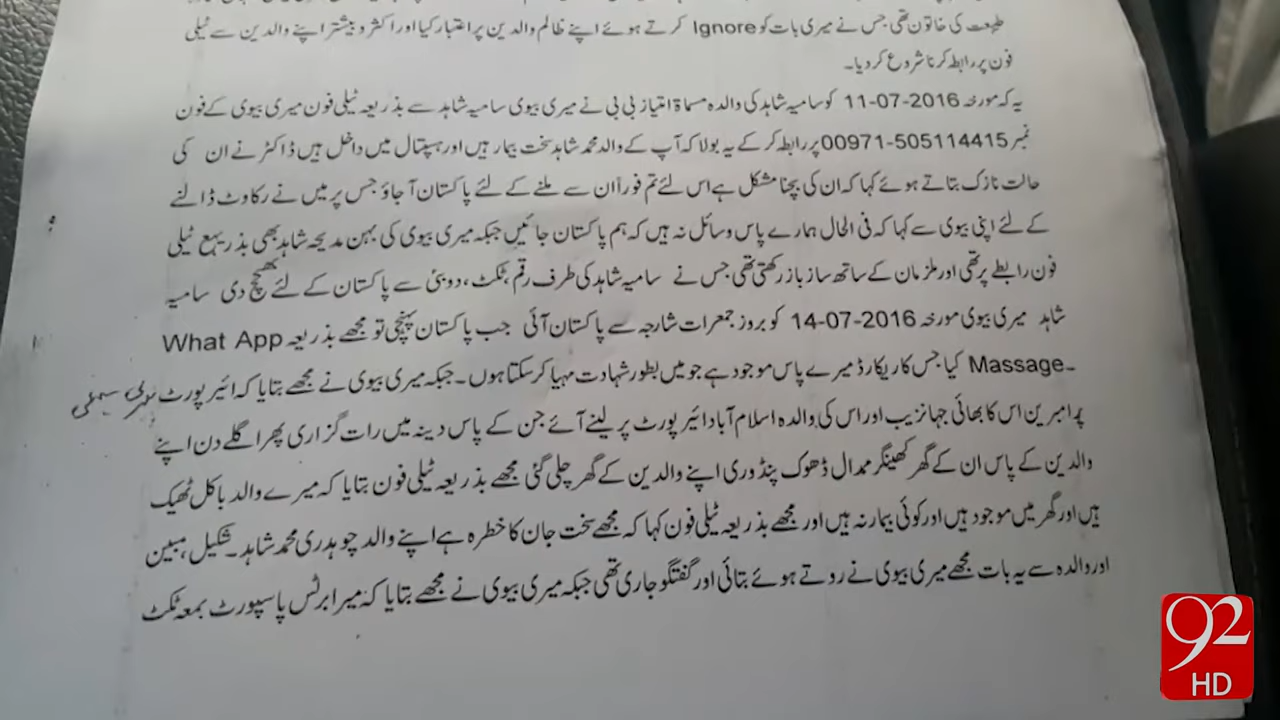 طبیعت کی خاتون تھی جس نے میری بات کو Ignore کرتے ہوئے اپنے ظالم والدین پر اعتبار کیا اور اکثر و بیشتر اپنے والدین سے ٹیلی
فون پر رابطہ کرنا شروع کر دیا۔
یہ کہ مورخہ 11-07-2016 کو سامیہ شاہد کی والدہ مسماۃ امتیاز بی بی نے میری بیوی سامیہ شاہد سے بذریعہ ٹیلی فون میری بیوی کے فون
نمبر 00971-505114415 پر رابطہ کر کے یہ بولا کہ آپ کے والد محمد شاہد سخت بیمار ہیں اور ہسپتال میں داخل ہیں ڈاکٹر نے ان کی
حالت نازک بتاتے ہوئے کہا کہ ان کی بچنا مشکل ہے اس لئے تم فوراً ان سے ملنے کے لئے پاکستان آ جاؤ جس پر میں نے رکاوٹ ڈالنے
کے لئے اپنی بیوی سے کہا کہ فی الحال ہمارے پاس وسائل نہ ہیں کہ ہم پاکستان جائیں جبکہ میری بیوی کی بہن مدیحہ شاہد بھی بذریعہ ٹیلی
فون رابطے پر تھی اور ملزمان کے ساتھ ساز باز رکھتی تھی جس نے سامیہ شاہد کی طرف رقم، ٹکٹ، دوبئی سے پاکستان کے لئے بھیج دی سامیہ
شاہد میری بیوی مورخہ 14-07-2016 کو بروز جمعرات شارجہ سے پاکستان آئی جب پاکستان پہنچی تو مجھے بذریعہ What App
Massage کیا جس کا ریکارڈ میرے پاس موجود ہے جو میں بطور شہادت مہیا کر سکتا ہوں۔ جبکہ میری بیوی نے مجھے بتایا کہ ائیرپورٹ
پر امبرین اس کا بھائی جہانزیب اور اس کی والدہ اسلام آباد ائیرپورٹ پر لینے آئے جن کے پاس دینہ میں رات گزاری پھر اگلے دن اپنے
والدین کے پاس ان کے گھر ڈھوک پنڈوری اپنے والدین کے گھر چلی گئی مجھے بذریعہ ٹیلی فون بتایا کہ میرے والد بالکل ٹھیک
ہیں اور گھر میں موجود ہیں اور کوئی بیمار نہ ہیں اور مجھے بذریعہ ٹیلی فون کہا کہ مجھے سخت جان کا خطرہ ہے اپنے والد چوہدری محمد شاہد۔ شکیل، مبین
اور والدہ سے یہ بات مجھے میری بیوی نے روتے ہوئے بتائی اور گفتگو جاری تھی جبکہ میری بیوی نے مجھے بتایا کہ میرا برٹش پاسپورٹ بمعہ ٹکٹ
92
HD